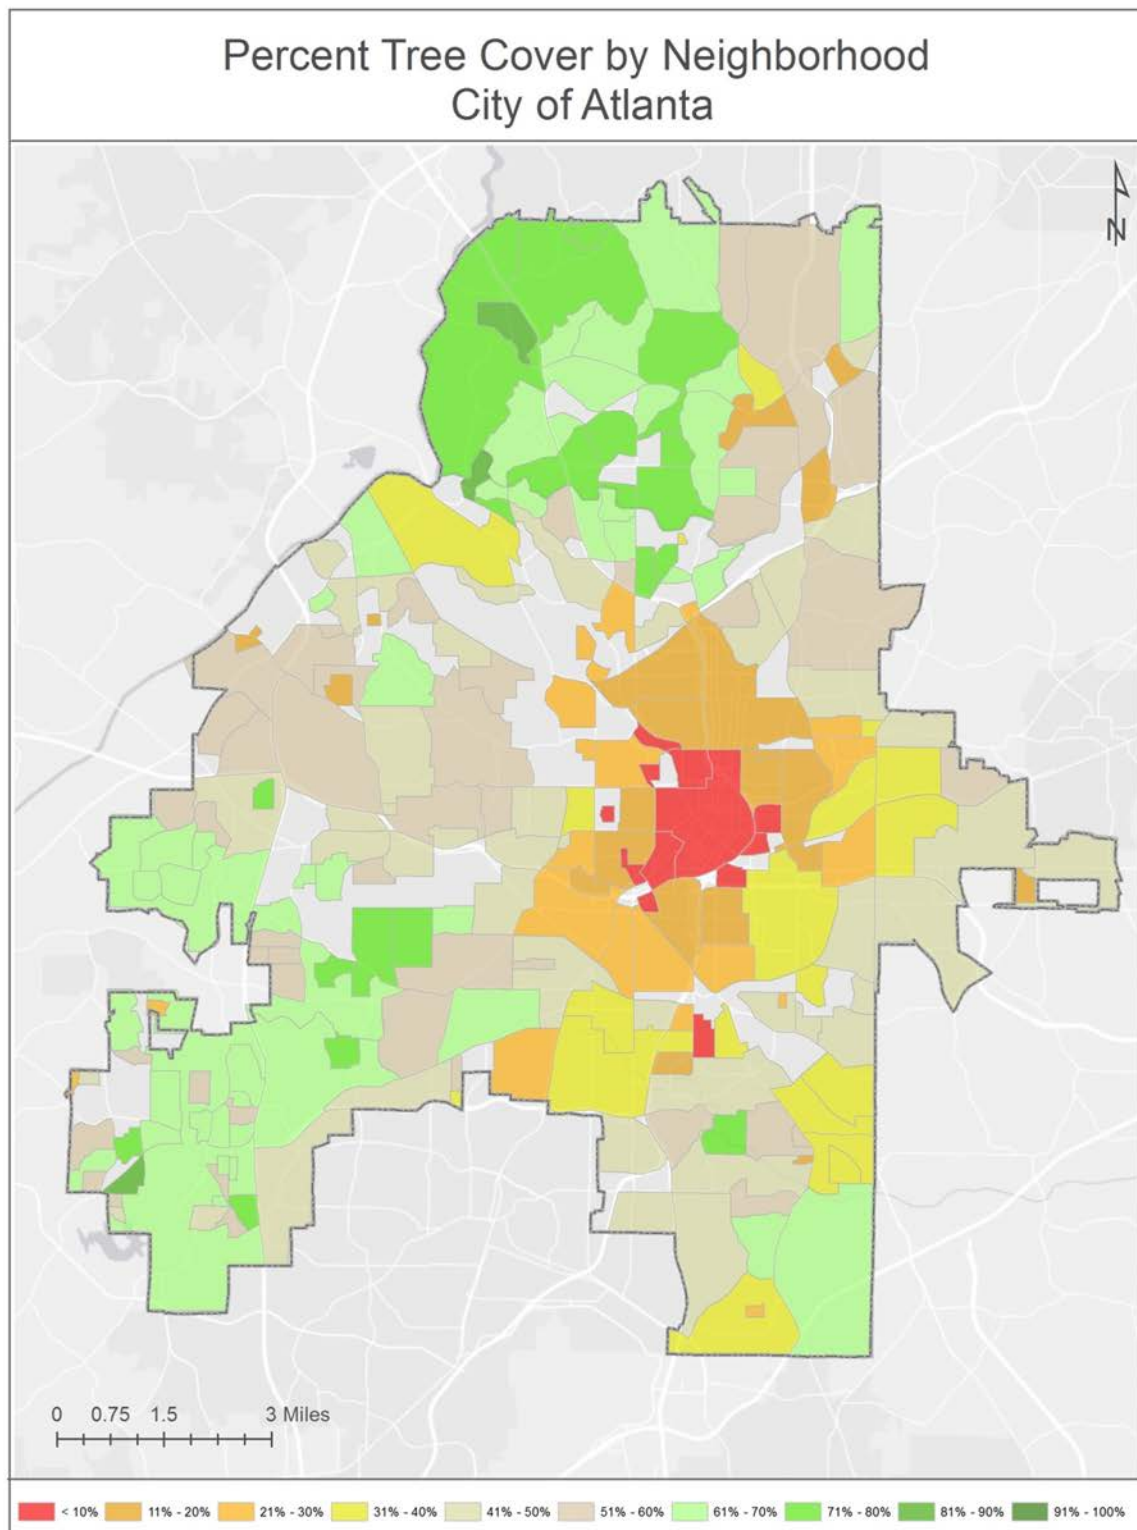 Percent Tree Cover by Neighborhood
City of Atlanta
N
0 0.75 1.5 3 Miles
< 10% 11% - 20% 21% - 30% 31% - 40% 41% - 50% 51% - 60% 61% - 70% 71% - 80% 81% - 90% 91% - 100%